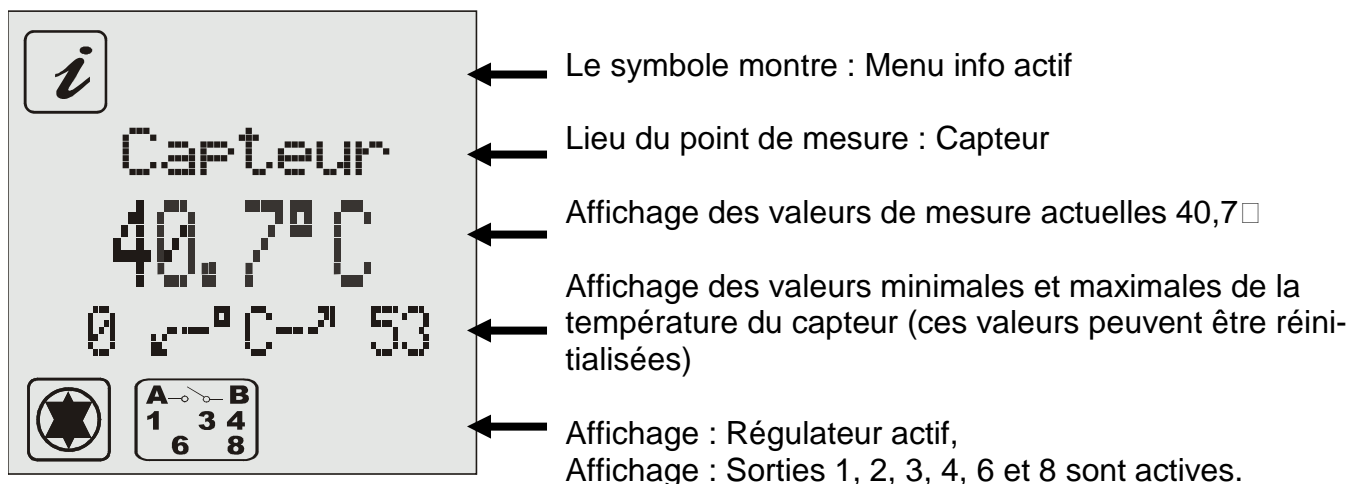 i
Le symbole montre : Menu info actif
Capteur
Lieu du point de mesure : Capteur
40.7°C
Affichage des valeurs de mesure actuelles 40,7□
0 ↙--°C--↗ 53
Affichage des valeurs minimales et maximales de la
température du capteur (ces valeurs peuvent être réini-
tialisées)
A B
1 3 4
6 8
Affichage : Régulateur actif,
Affichage : Sorties 1, 2, 3, 4, 6 et 8 sont actives.